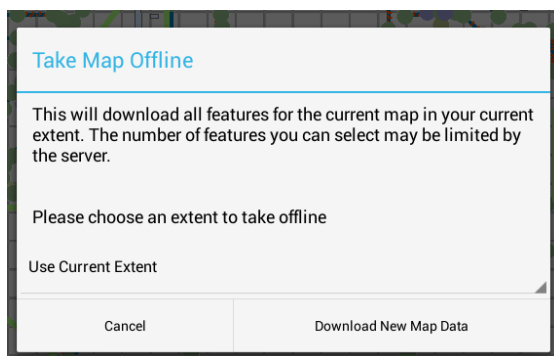 Take Map Offline
This will download all features for the current map in your current
extent. The number of features you can select may be limited by
the server.
Please choose an extent to take offline
Use Current Extent
Cancel
Download New Map Data